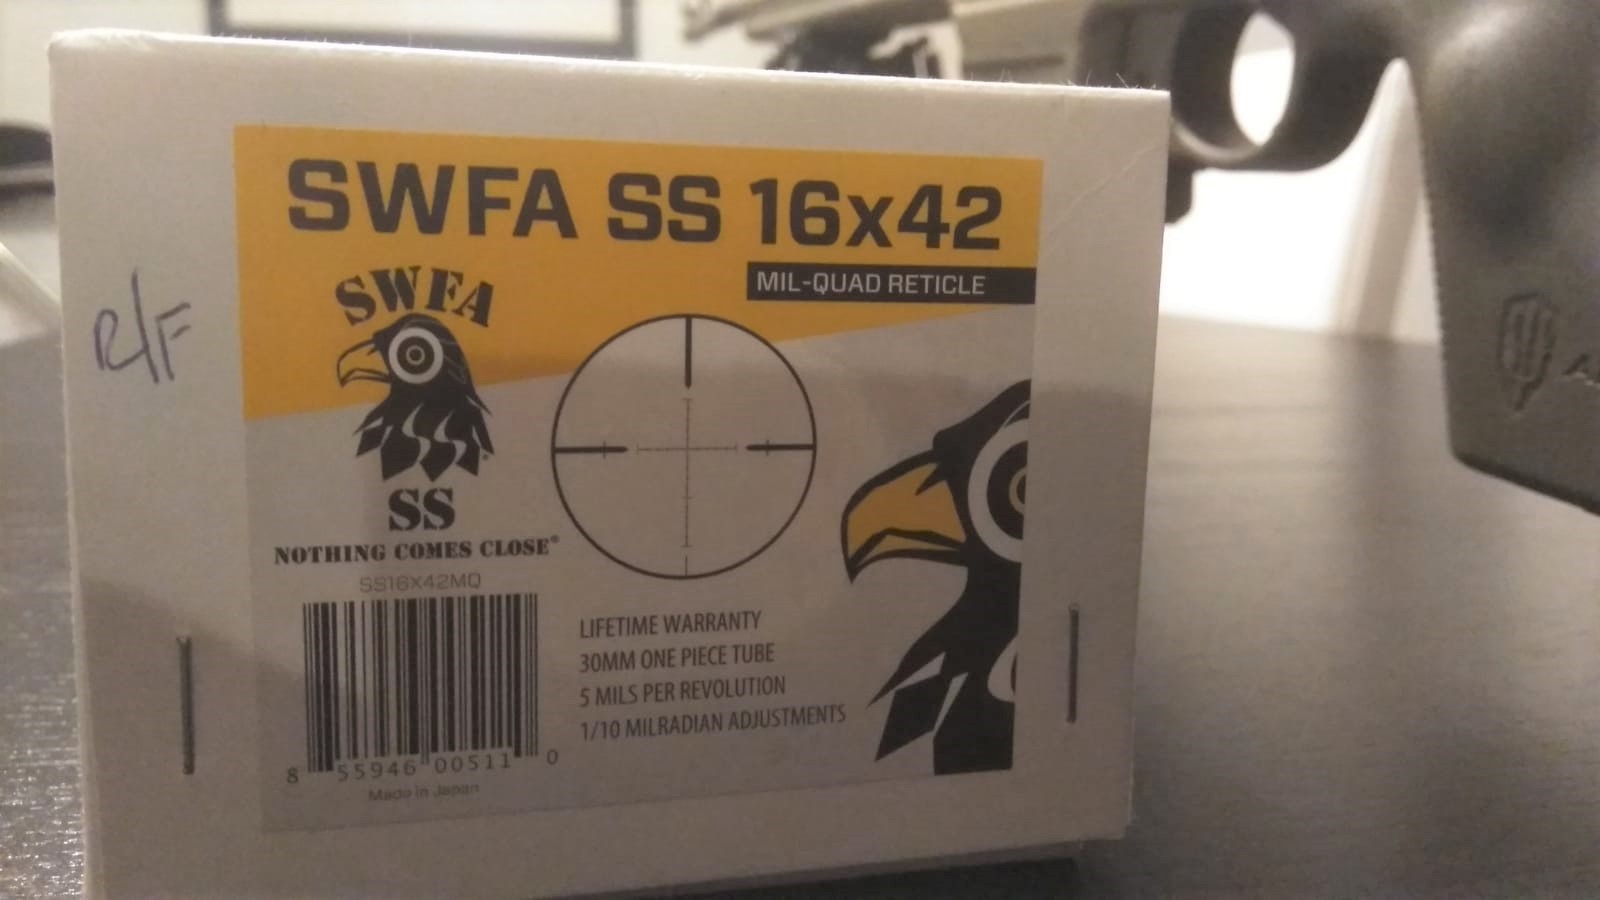 SWFA SS 16x42
MIL-QUAD RETICLE
R/F
SWFA
SS
SS
NOTHING COMES CLOSE®
SS16X42MQ
8 55946 00511 0
Made in Japan
LIFETIME WARRANTY
30MM ONE PIECE TUBE
5 MILS PER REVOLUTION
1/10 MILRADIAN ADJUSTMENTS